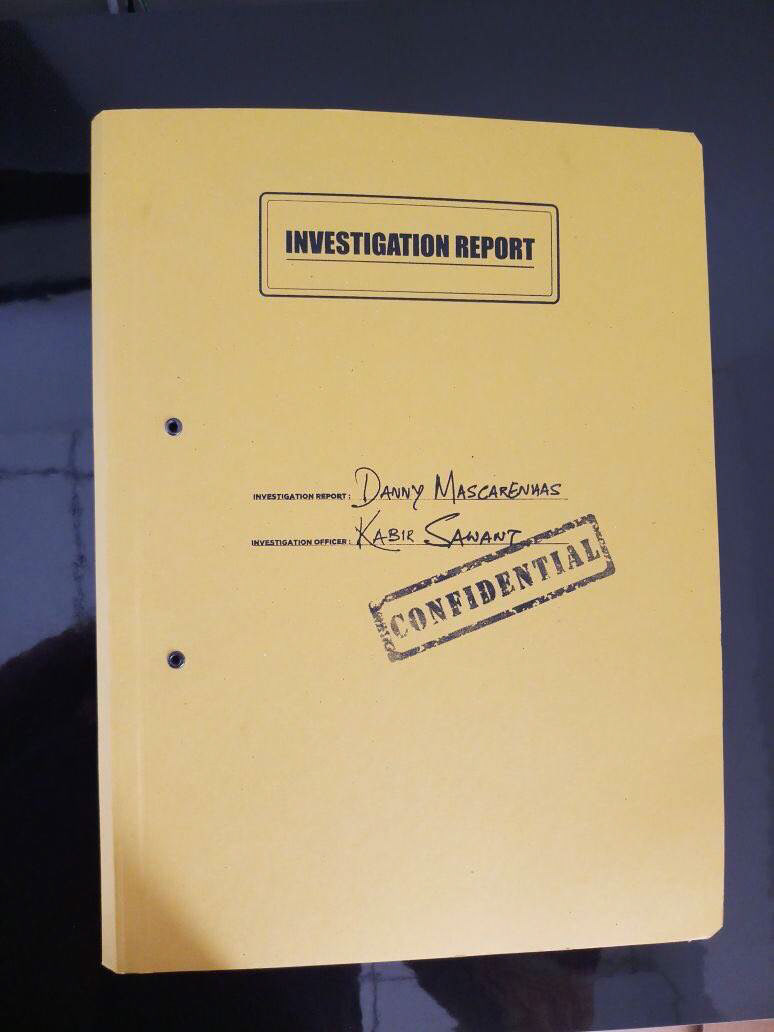 INVESTIGATION REPORT
INVESTIGATION REPORT: DANNY MASCARENHAS
INVESTIGATION OFFICER: KABIR SAWANT
CONFIDENTIAL